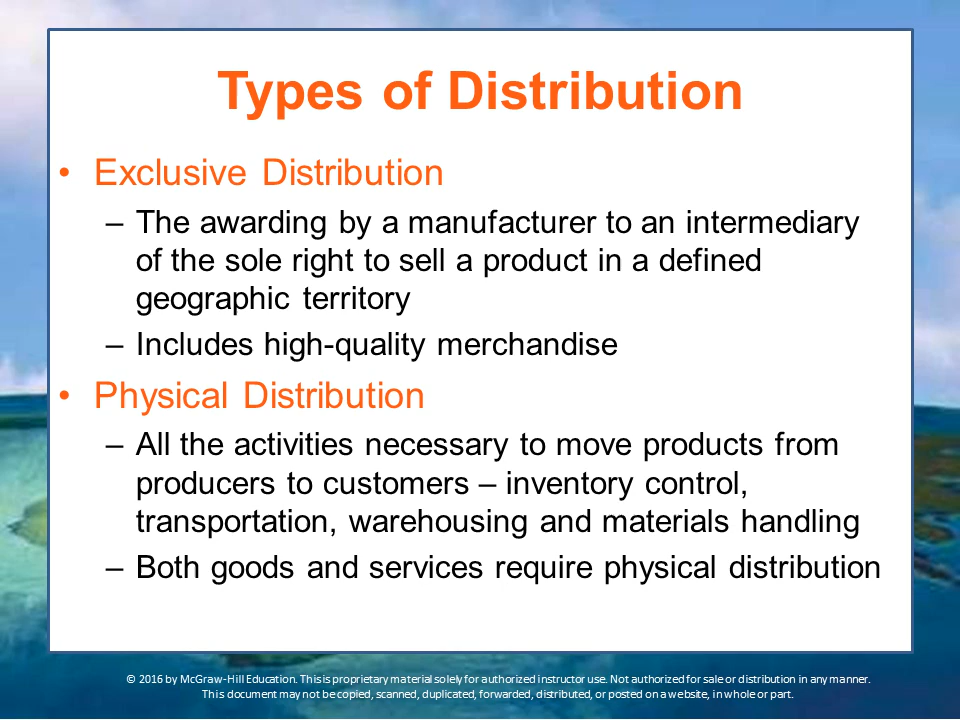 Types of Distribution
• Exclusive Distribution
– The awarding by a manufacturer to an intermediary
of the sole right to sell a product in a defined
geographic territory
– Includes high-quality merchandise
• Physical Distribution
– All the activities necessary to move products from
producers to customers – inventory control,
transportation, warehousing and materials handling
– Both goods and services require physical distribution
© 2016 by McGraw-Hill Education. This is proprietary material solely for authorized instructor use. Not authorized for sale or distribution in any manner.
This document may not be copied, scanned, duplicated, forwarded, distributed, or posted on a website, in whole or part.